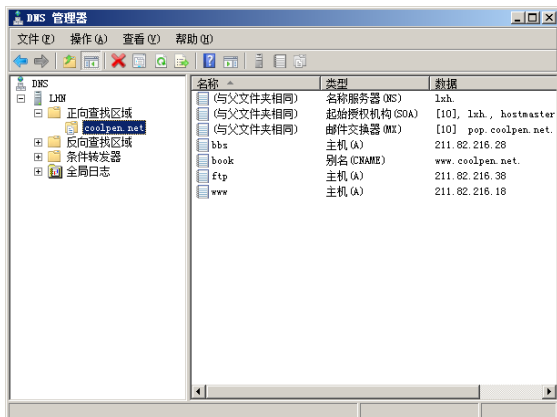 DNS 管理器
文件(F) 操作(A) 查看(V) 帮助(H)
DNS
LHN
正向查找区域
coolpen.net
反向查找区域
条件转发器
全局日志
名称 类型 数据
(与父文件夹相同) 名称服务器(NS) lxh.
(与父文件夹相同) 起始授权机构(SOA) [10], lxh., hostmaster
(与父文件夹相同) 邮件交换器(MX) [10] pop.coolpen.net.
bbs 主机(A) 211.82.216.28
book 别名(CNAME) www.coolpen.net.
ftp 主机(A) 211.82.216.38
www 主机(A) 211.82.216.18